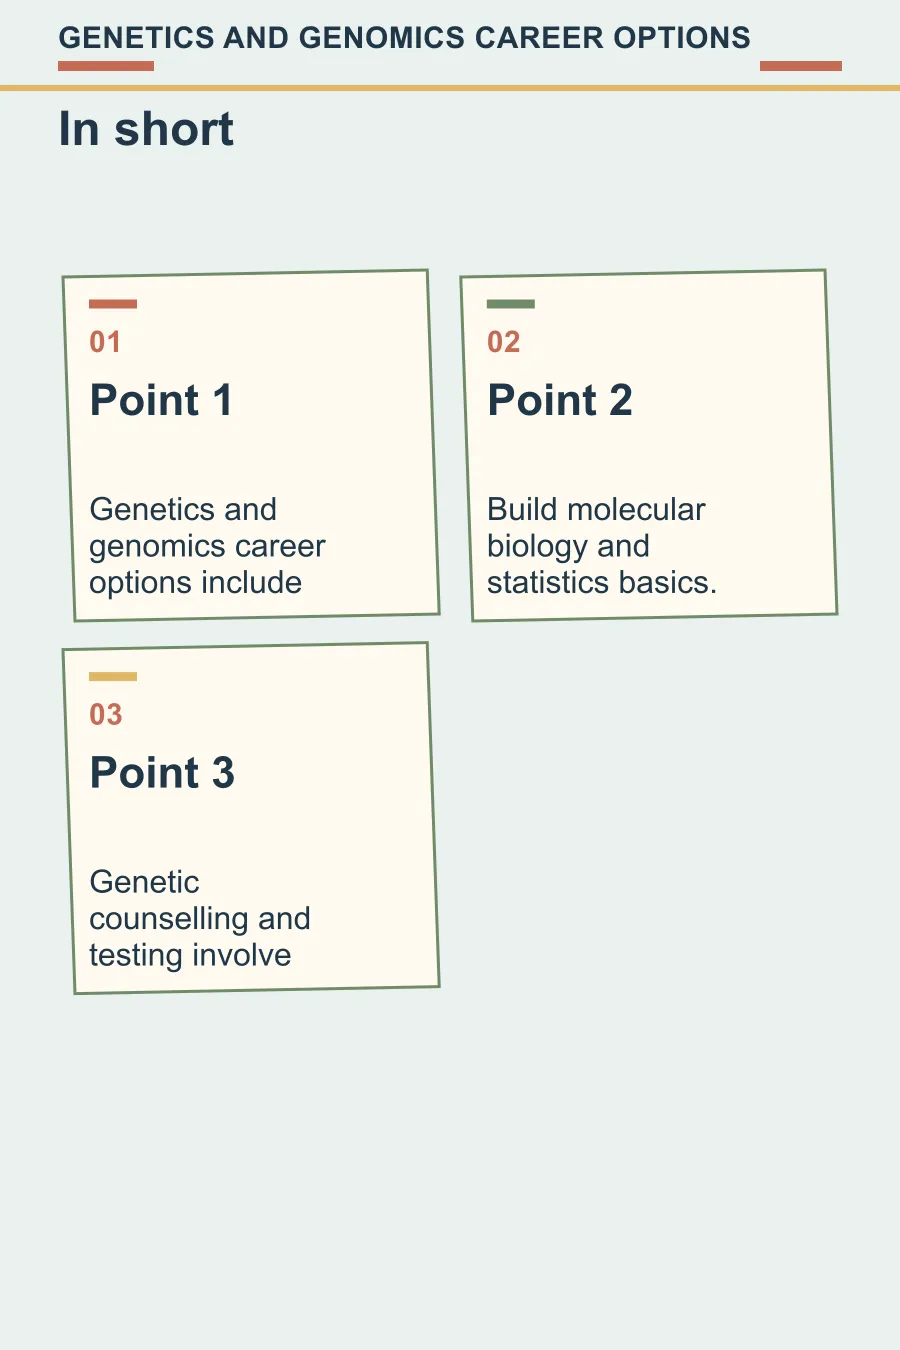 GENETICS AND GENOMICS CAREER OPTIONS
In short
01
Point 1
Genetics and
genomics career
options include
02
Point 2
Build molecular
biology and
statistics basics.
03
Point 3
Genetic
counselling and
testing involve